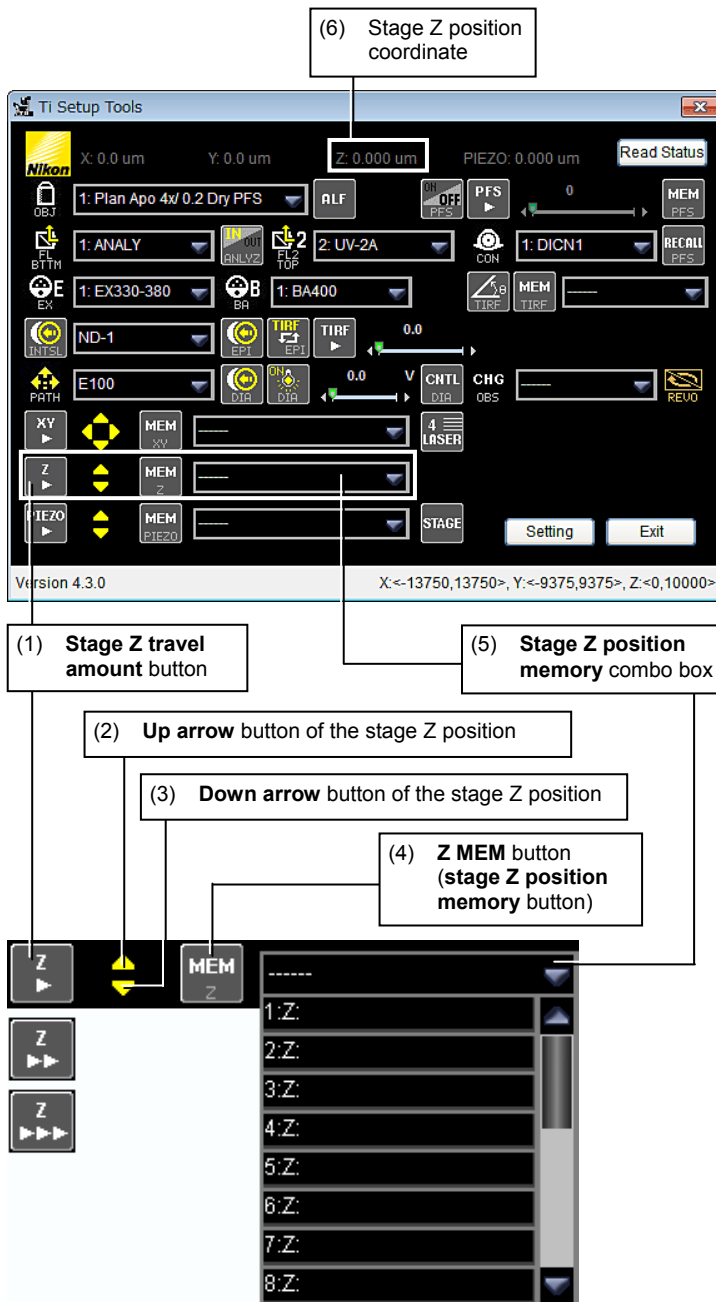 (6) Stage Z position
coordinate
Ti Setup Tools
Nikon X: 0.0 um Y: 0.0 um Z: 0.000 um PIEZO: 0.000 um Read Status
OBJ 1: Plan Apo 4x/ 0.2 Dry PFS ALF ON OFF PFS PFS 0 MEM PFS
FL BTTM 1: ANALY IN OUT ANLYZ 2 FL2 TOP 2: UV-2A CON 1: DICN1 RECALL PFS
E EX 1: EX330-380 B BA 1: BA400 θ TIRF MEM TIRF ------
INTSL ND-1 EPI TIRF EPI TIRF 0.0
PATH E100 DIA ON DIA 0.0 V CNTL DIA CHG OBS ------ REVO
XY MEM XY ------ 4 LASER
Z MEM Z ------
PIEZO MEM PIEZO ------ STAGE Setting Exit
Version 4.3.0 X:<-13750,13750>, Y:<-9375,9375>, Z:<0,10000>
(1) Stage Z travel
amount button
(5) Stage Z position
memory combo box
(2) Up arrow button of the stage Z position
(3) Down arrow button of the stage Z position
(4) Z MEM button
(stage Z position
memory button)
Z MEM Z ------
1:Z:
Z
2:Z:
3:Z:
Z
4:Z:
5:Z:
6:Z:
7:Z:
8:Z: